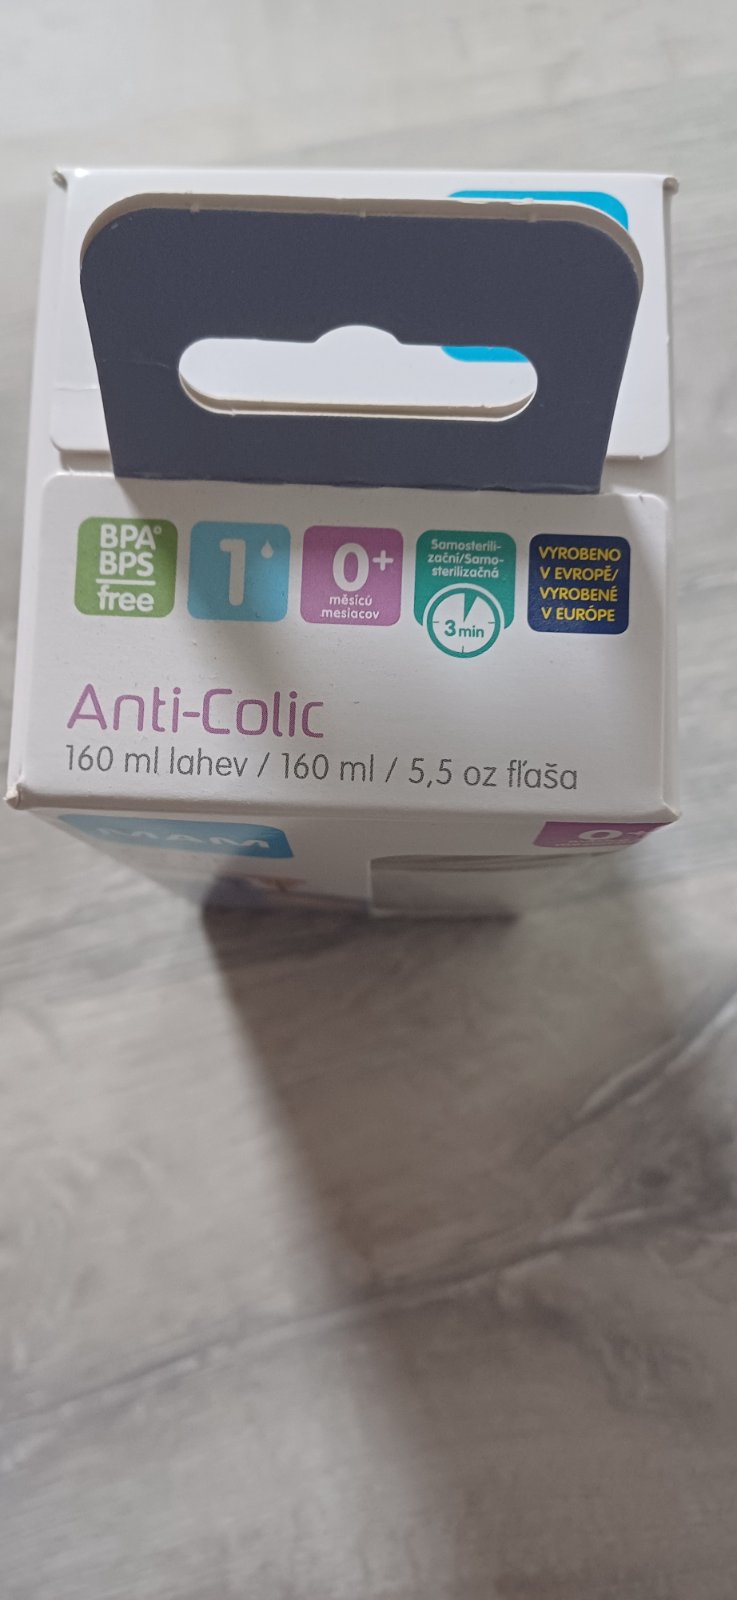 BPA°
BPS
free
1
0+
měsíců
mesiacov
Samosterili-
zační/Samo-
sterilizačná
3 min
VYROBENO
V EVROPĚ/
VYROBENÉ
V EURÓPE
Anti-Colic
160 ml lahev / 160 ml / 5,5 oz fľaša
MAM
0+